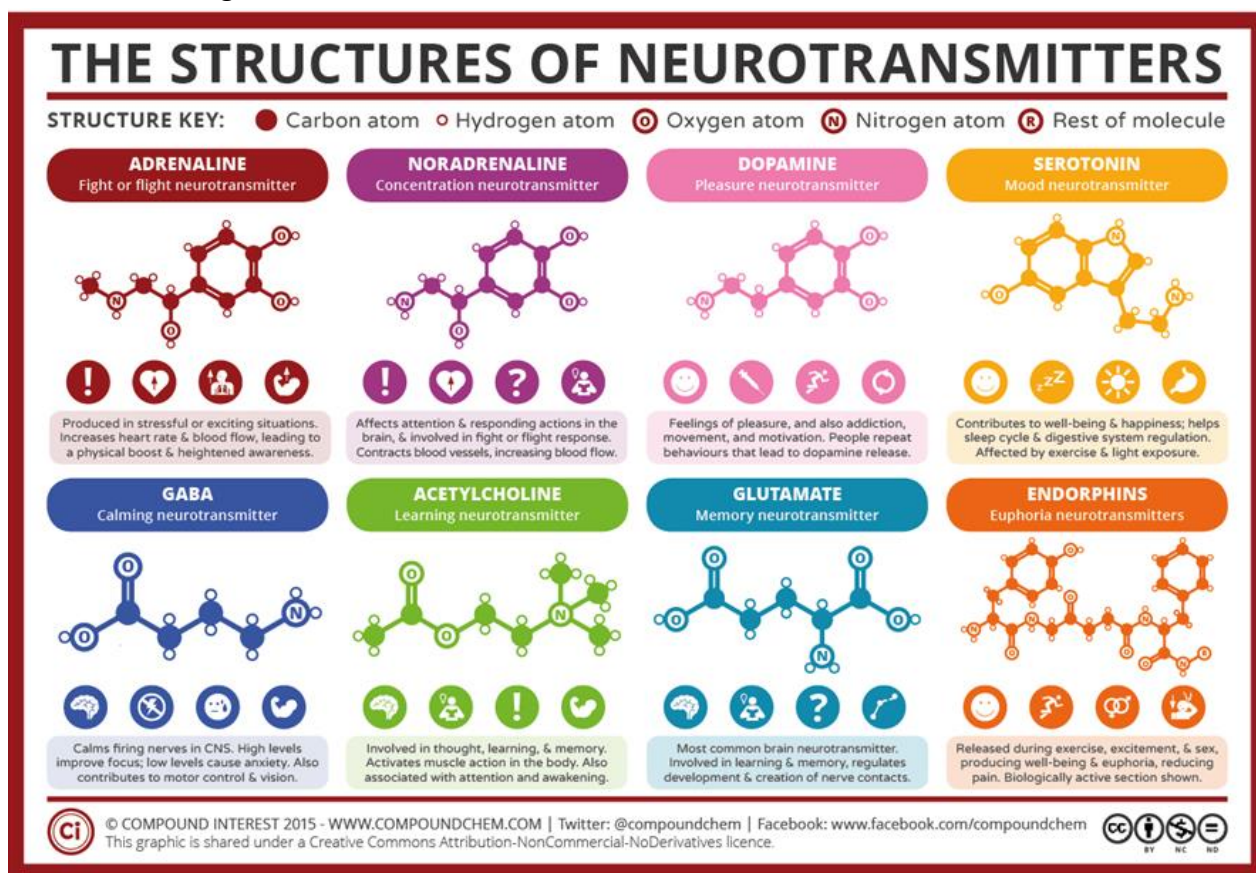 THE STRUCTURES OF NEUROTRANSMITTERS
STRUCTURE KEY: Carbon atom Hydrogen atom O Oxygen atom N Nitrogen atom R Rest of molecule
ADRENALINE
Fight or flight neurotransmitter
N
O
O
O
!
Produced in stressful or exciting situations.
Increases heart rate & blood flow, leading to
a physical boost & heightened awareness.
NORADRENALINE
Concentration neurotransmitter
N
O
O
O
!
?
Affects attention & responding actions in the
brain, & involved in fight or flight response.
Contracts blood vessels, increasing blood flow.
DOPAMINE
Pleasure neurotransmitter
N
O
O
Feelings of pleasure, and also addiction,
movement, and motivation. People repeat
behaviours that lead to dopamine release.
SEROTONIN
Mood neurotransmitter
N
O
N
zzZ
Contributes to well-being & happiness; helps
sleep cycle & digestive system regulation.
Affected by exercise & light exposure.
GABA
Calming neurotransmitter
O
O
N
Calms firing nerves in CNS. High levels
improve focus; low levels cause anxiety. Also
contributes to motor control & vision.
ACETYLCHOLINE
Learning neurotransmitter
O
O
N
!
Involved in thought, learning, & memory.
Activates muscle action in the body. Also
associated with attention and awakening.
GLUTAMATE
Memory neurotransmitter
O
O
O
O
N
?
Most common brain neurotransmitter.
Involved in learning & memory, regulates
development & creation of nerve contacts.
ENDORPHINS
Euphoria neurotransmitters
O
N
O
N
O
N
O
N
O
N
R
Released during exercise, excitement, & sex,
producing well-being & euphoria, reducing
pain. Biologically active section shown.
Ci
© COMPOUND INTEREST 2015 - WWW.COMPOUNDCHEM.COM | Twitter: @compoundchem | Facebook: www.facebook.com/compoundchem
This graphic is shared under a Creative Commons Attribution-NonCommercial-NoDerivatives licence.
cc BY NC ND